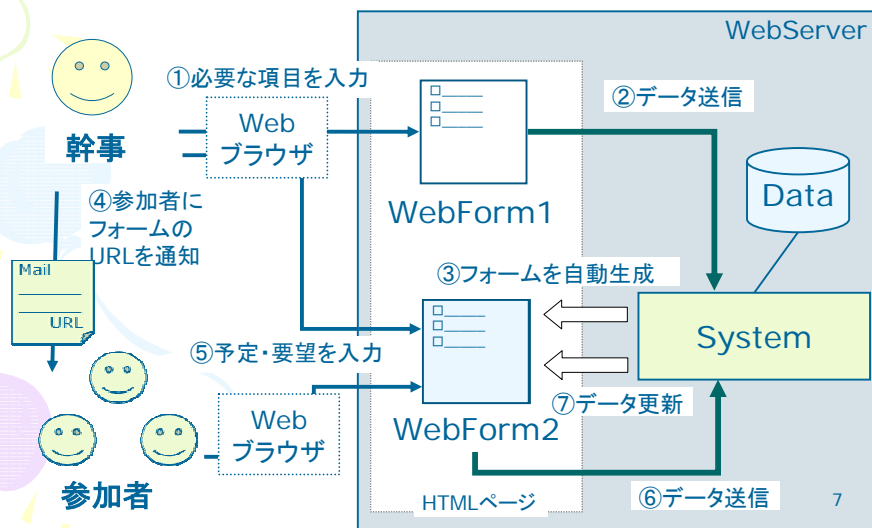 WebServer
①必要な項目を入力
②データ送信
Web
ブラウザ
幹事
WebForm1
Data
④参加者に
フォームの
URLを通知
Mail
URL
③フォームを自動生成
System
⑤予定・要望を入力
⑦データ更新
Web
ブラウザ
WebForm2
参加者
HTMLページ
⑥データ送信
7